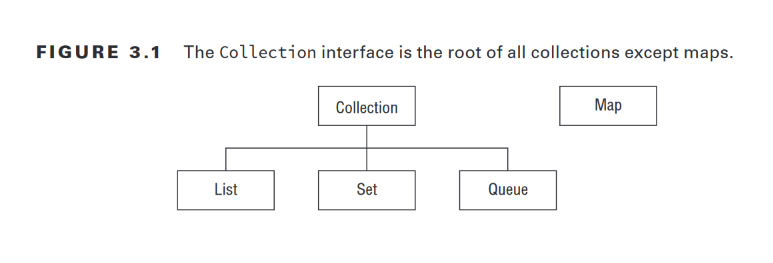 FIGURE 3.1 The Collection interface is the root of all collections except maps.
Collection
Map
List
Set
Queue